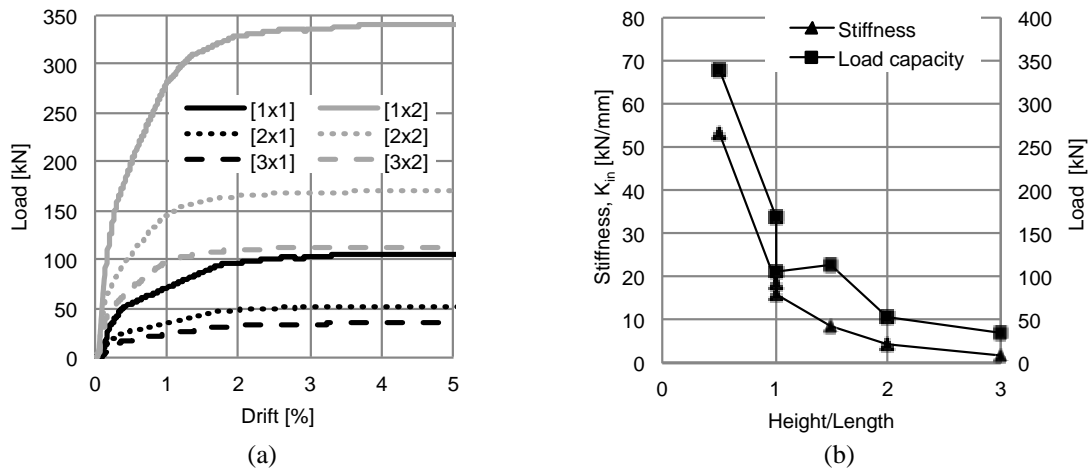 350
300
250
200
150
100
50
0
Load [kN]
[1x1] [1x2]
[2x1] [2x2]
[3x1] [3x2]
0 1 2 3 4 5
Drift [%]
(a)
80
70
60
50
40
30
20
10
0
Stiffness, K_in [kN/mm]
Stiffness
Load capacity
400
350
300
250
200
150
100
50
0
Load [kN]
0 1 2 3
Height/Length
(b)